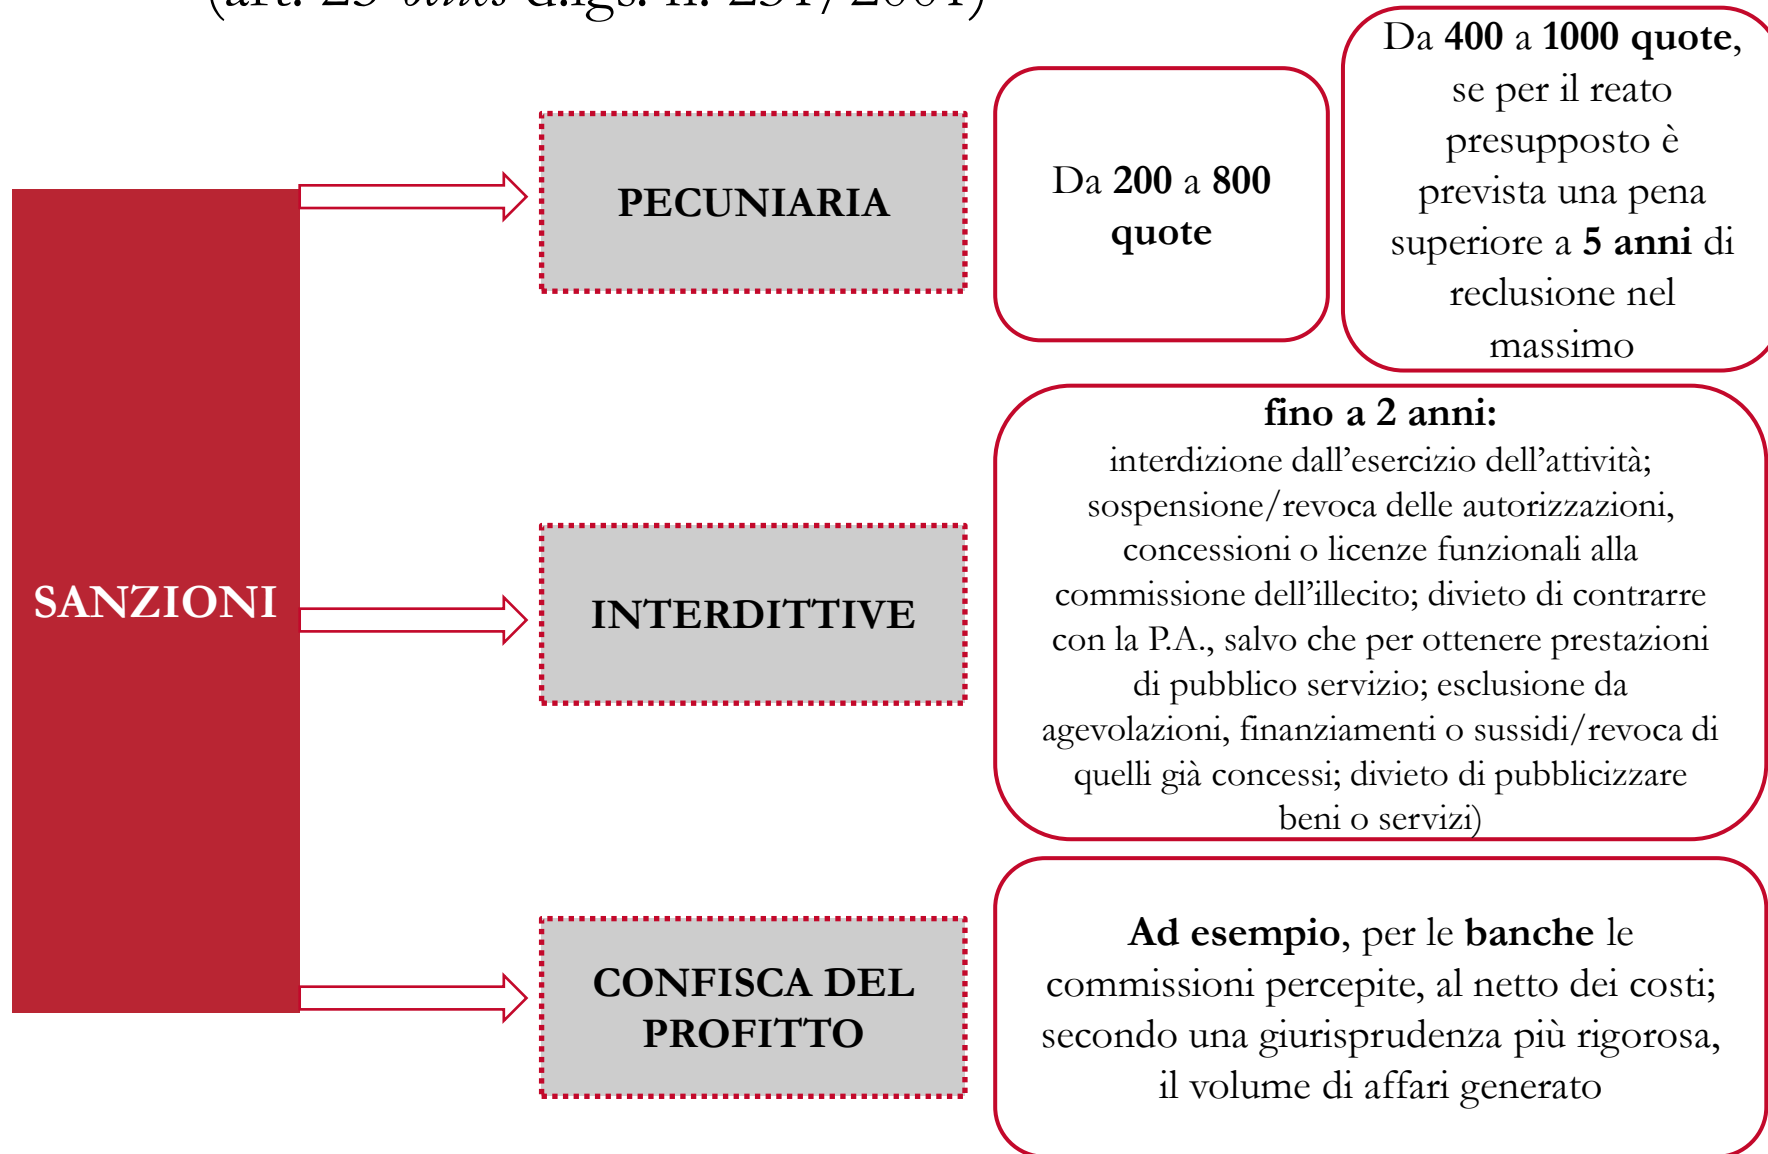 (art. 25 d.lgs. n. 231/2001)
SANZIONI
PECUNIARIA
Da 200 a 800
quote
Da 400 a 1000 quote,
se per il reato
presupposto è
prevista una pena
superiore a 5 anni di
reclusione nel
massimo
INTERDITTIVE
fino a 2 anni:
interdizione dall’esercizio dell’attività;
sospensione/revoca delle autorizzazioni,
concessioni o licenze funzionali alla
commissione dell’illecito; divieto di contrarre
con la P.A., salvo che per ottenere prestazioni
di pubblico servizio; esclusione da
agevolazioni, finanziamenti o sussidi/revoca di
quelli già concessi; divieto di pubblicizzare
beni o servizi)
CONFISCA DEL
PROFITTO
Ad esempio, per le banche le
commissioni percepite, al netto dei costi;
secondo una giurisprudenza più rigorosa,
il volume di affari generato